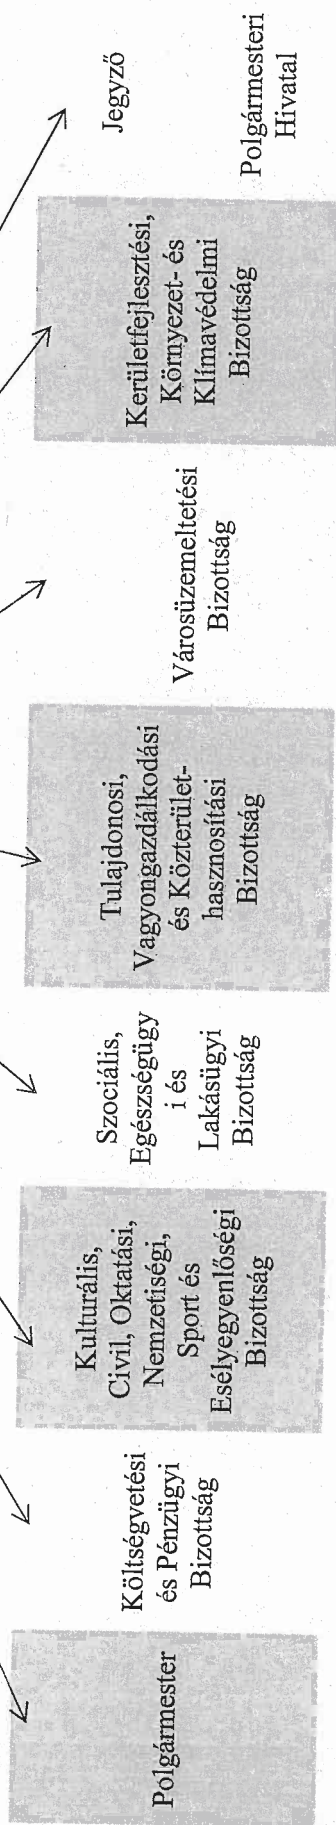 Polgármester
Költségvetési
és Pénzügyi
Bizottság
Kulturális,
Civil, Oktatási,
Nemzetiségi,
Sport és
Esélyegyenlőségi
Bizottság
Szociális,
Egészségügy
i és
Lakásügyi
Bizottság
Tulajdonosi,
Vagyongazdálkodási
és Közterület-
hasznosítási
Bizottság
Városüzemeltetési
Bizottság
Kerületfejlesztési,
Környezet- és
Klímavédelmi
Bizottság
Jegyző
Polgármesteri
Hivatal